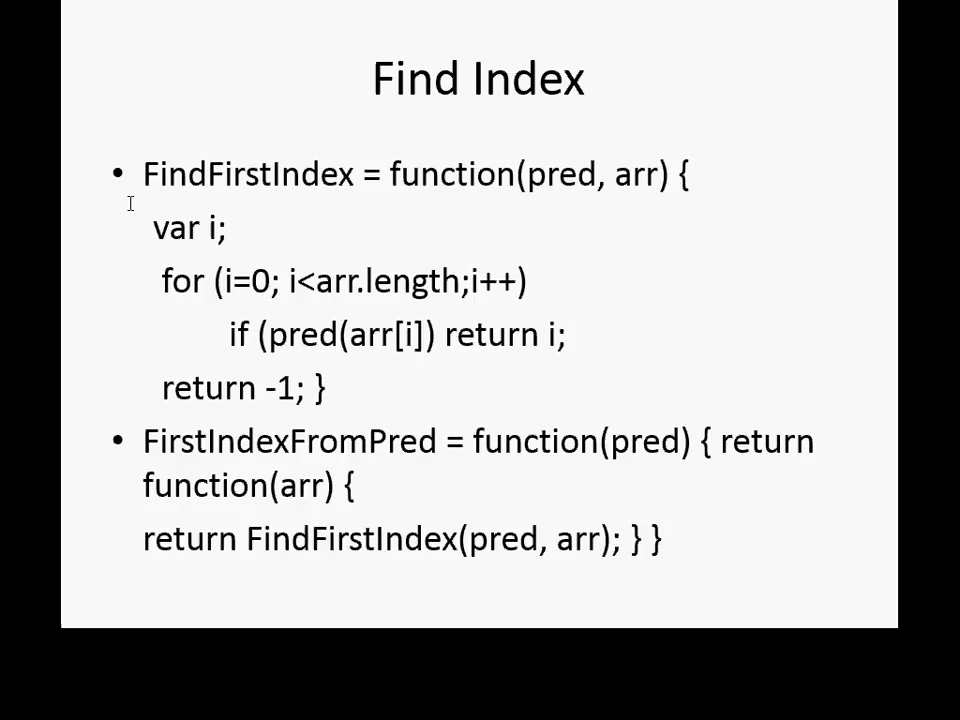 Find Index
• FindFirstIndex = function(pred, arr) {
var i;
for (i=0; i<arr.length;i++)
if (pred(arr[i]) return i;
return -1; }
• FirstIndexFromPred = function(pred) { return
function(arr) {
return FindFirstIndex(pred, arr); } }